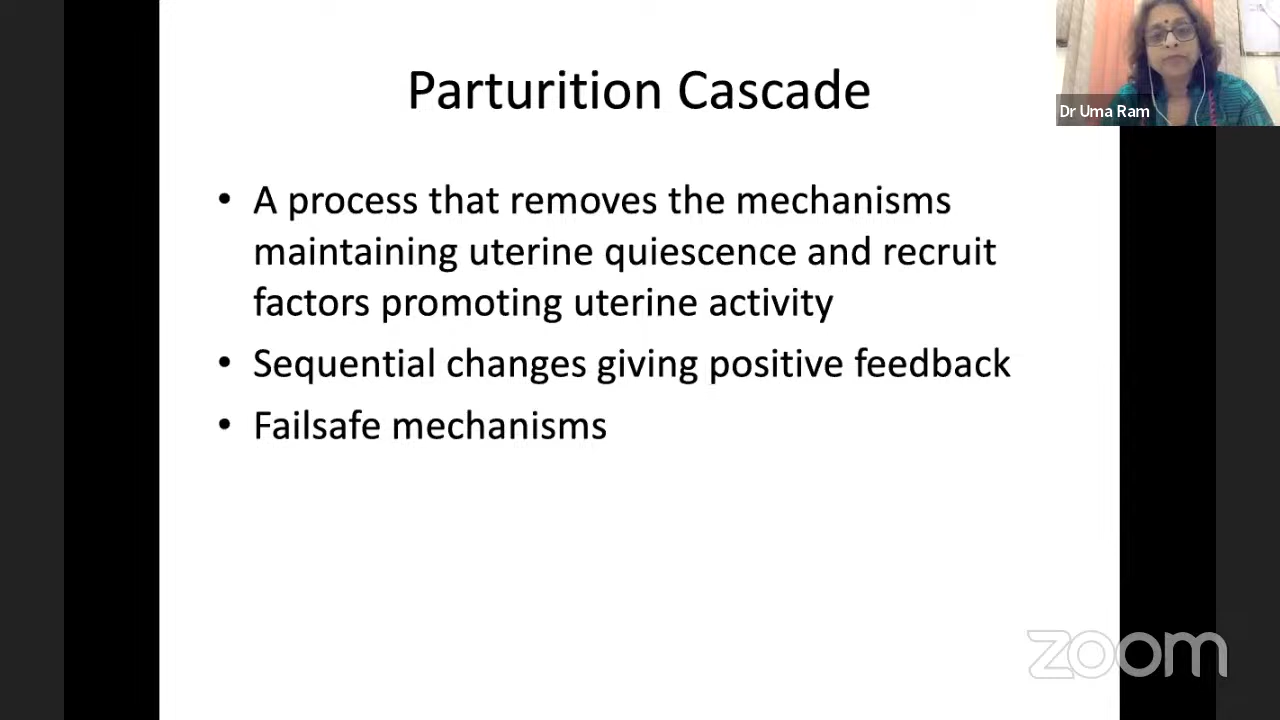 Parturition Cascade
Dr Uma Ram
• A process that removes the mechanisms
maintaining uterine quiescence and recruit
factors promoting uterine activity
• Sequential changes giving positive feedback
• Failsafe mechanisms
zoom